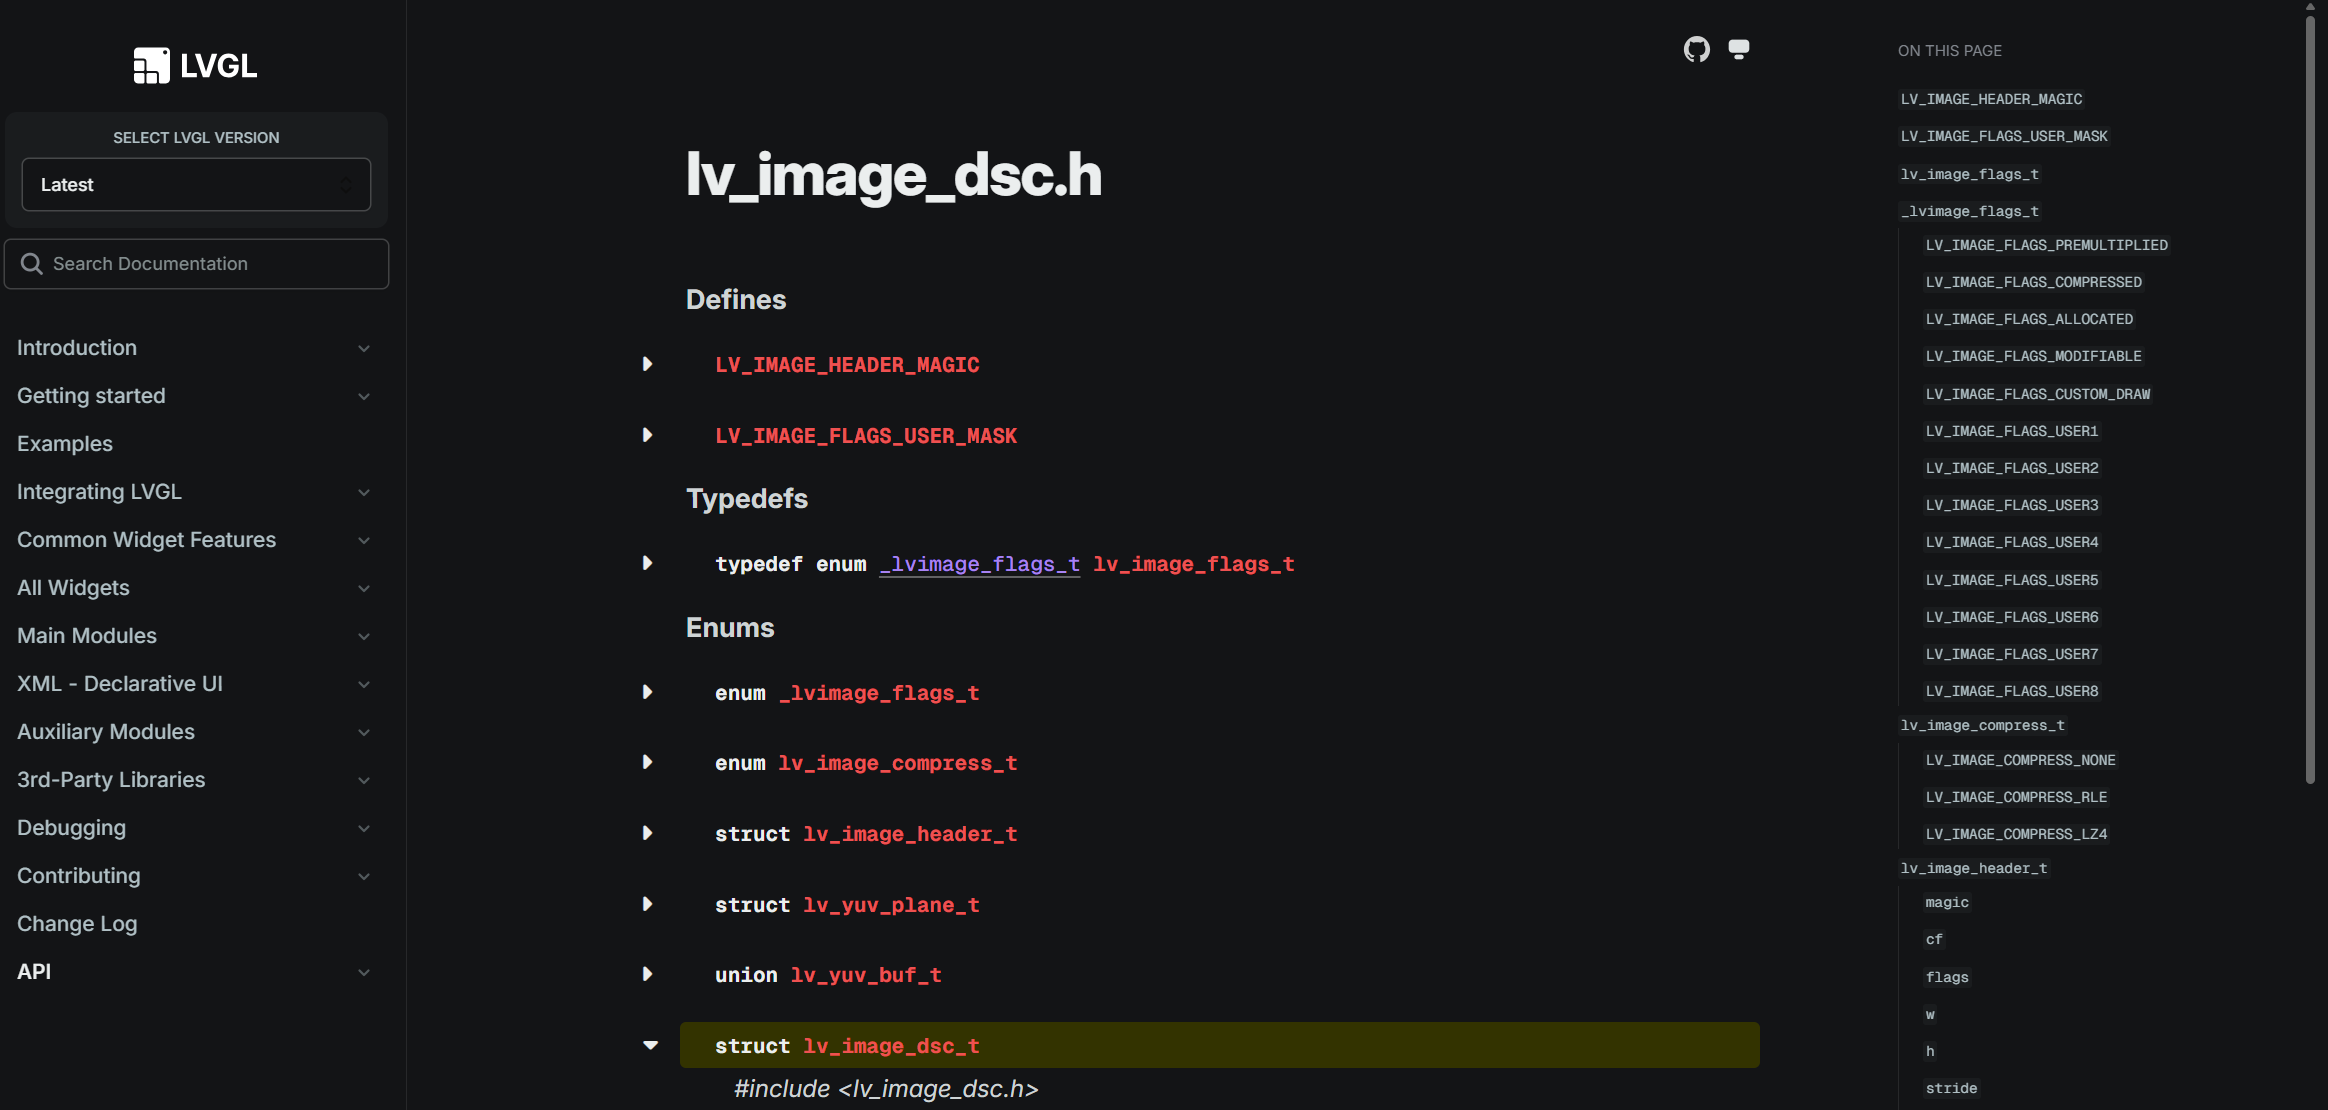 LVGL
SELECT LVGL VERSION
Latest
Search Documentation
Introduction
Getting started
Examples
Integrating LVGL
Common Widget Features
All Widgets
Main Modules
XML - Declarative UI
Auxiliary Modules
3rd-Party Libraries
Debugging
Contributing
Change Log
API
lv_image_dsc.h
Defines
LV_IMAGE_HEADER_MAGIC
LV_IMAGE_FLAGS_USER_MASK
Typedefs
typedef enum _lvimage_flags_t lv_image_flags_t
Enums
enum _lvimage_flags_t
enum lv_image_compress_t
struct lv_image_header_t
struct lv_yuv_plane_t
union lv_yuv_buf_t
struct lv_image_dsc_t
#include <lv_image_dsc.h>
ON THIS PAGE
LV_IMAGE_HEADER_MAGIC
LV_IMAGE_FLAGS_USER_MASK
lv_image_flags_t
_lvimage_flags_t
LV_IMAGE_FLAGS_PREMULTIPLIED
LV_IMAGE_FLAGS_COMPRESSED
LV_IMAGE_FLAGS_ALLOCATED
LV_IMAGE_FLAGS_MODIFIABLE
LV_IMAGE_FLAGS_CUSTOM_DRAW
LV_IMAGE_FLAGS_USER1
LV_IMAGE_FLAGS_USER2
LV_IMAGE_FLAGS_USER3
LV_IMAGE_FLAGS_USER4
LV_IMAGE_FLAGS_USER5
LV_IMAGE_FLAGS_USER6
LV_IMAGE_FLAGS_USER7
LV_IMAGE_FLAGS_USER8
lv_image_compress_t
LV_IMAGE_COMPRESS_NONE
LV_IMAGE_COMPRESS_RLE
LV_IMAGE_COMPRESS_LZ4
lv_image_header_t
magic
cf
flags
w
h
stride